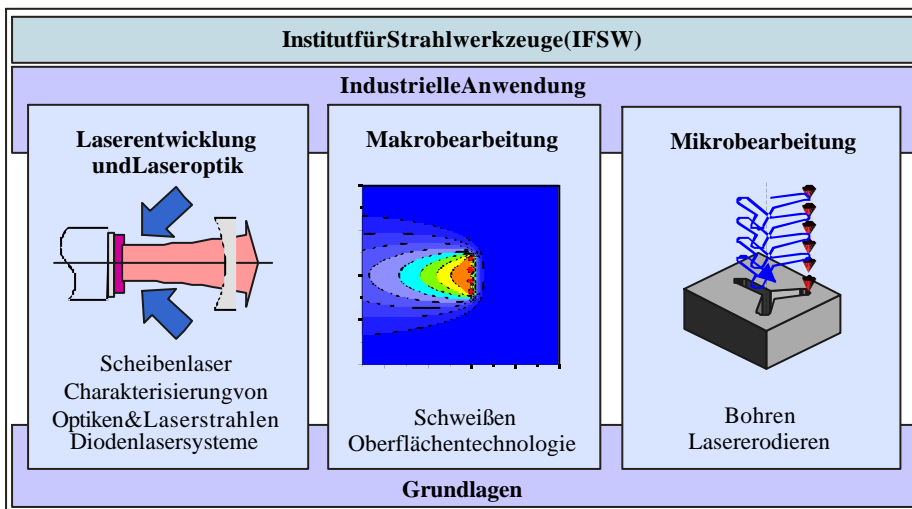 InstitutfürStrahlwerkzeuge(IFSW)
IndustrielleAnwendung
Laserentwicklung
undLaseroptik
Scheibenlaser
Charakterisierungvon
Optiken&Laserstrahlen
Diodenlasersysteme
Makrobearbeitung
Schweißen
Oberflächentechnologie
Mikrobearbeitung
Bohren
Lasererodieren
Grundlagen